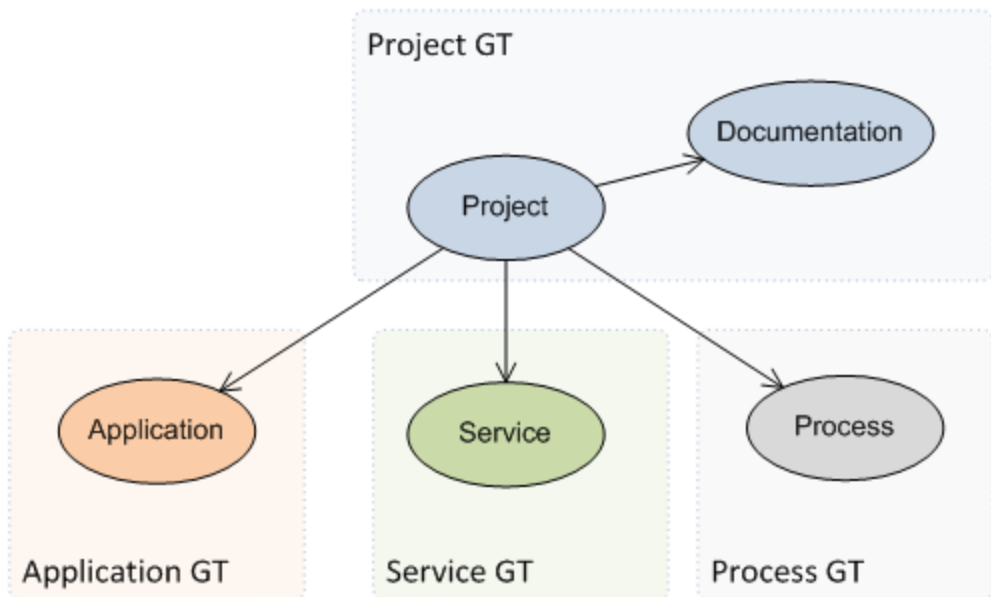 Project GT
Documentation
Project
Application
Service
Process
Application GT
Service GT
Process GT